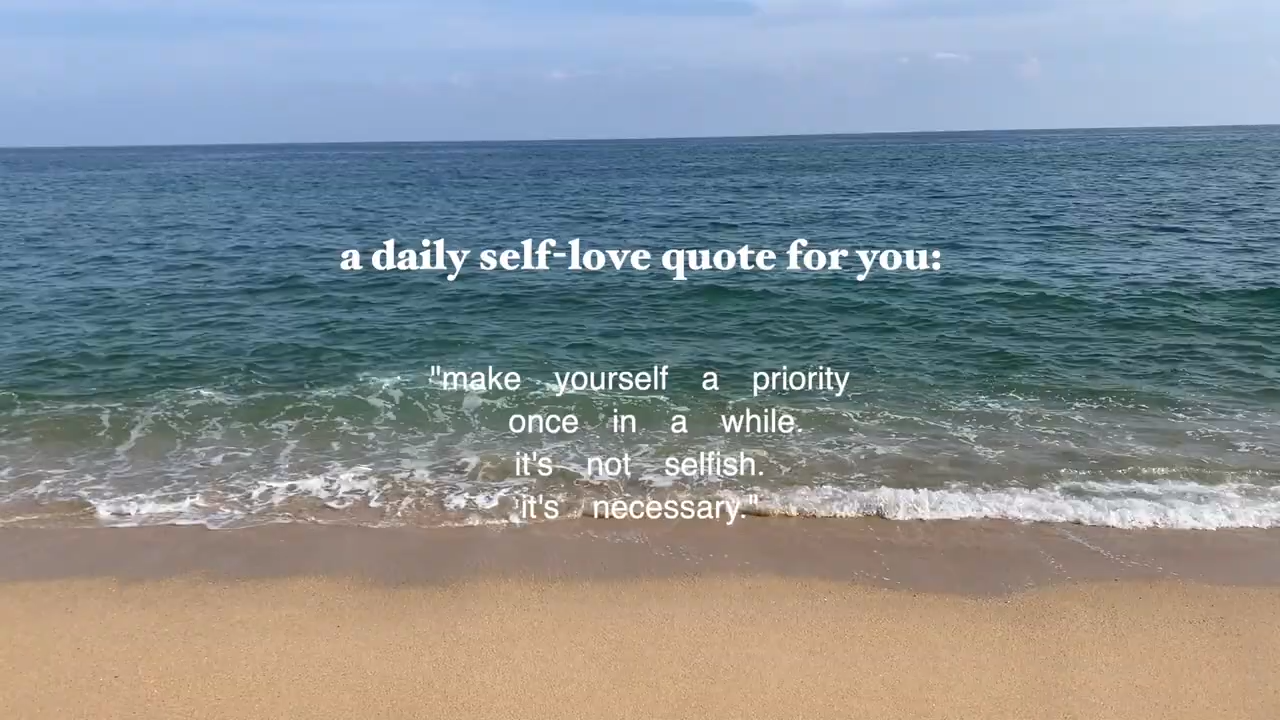 a daily self-love quote for you:
"make yourself a priority
once in a while.
it's not selfish.
it's necessary."